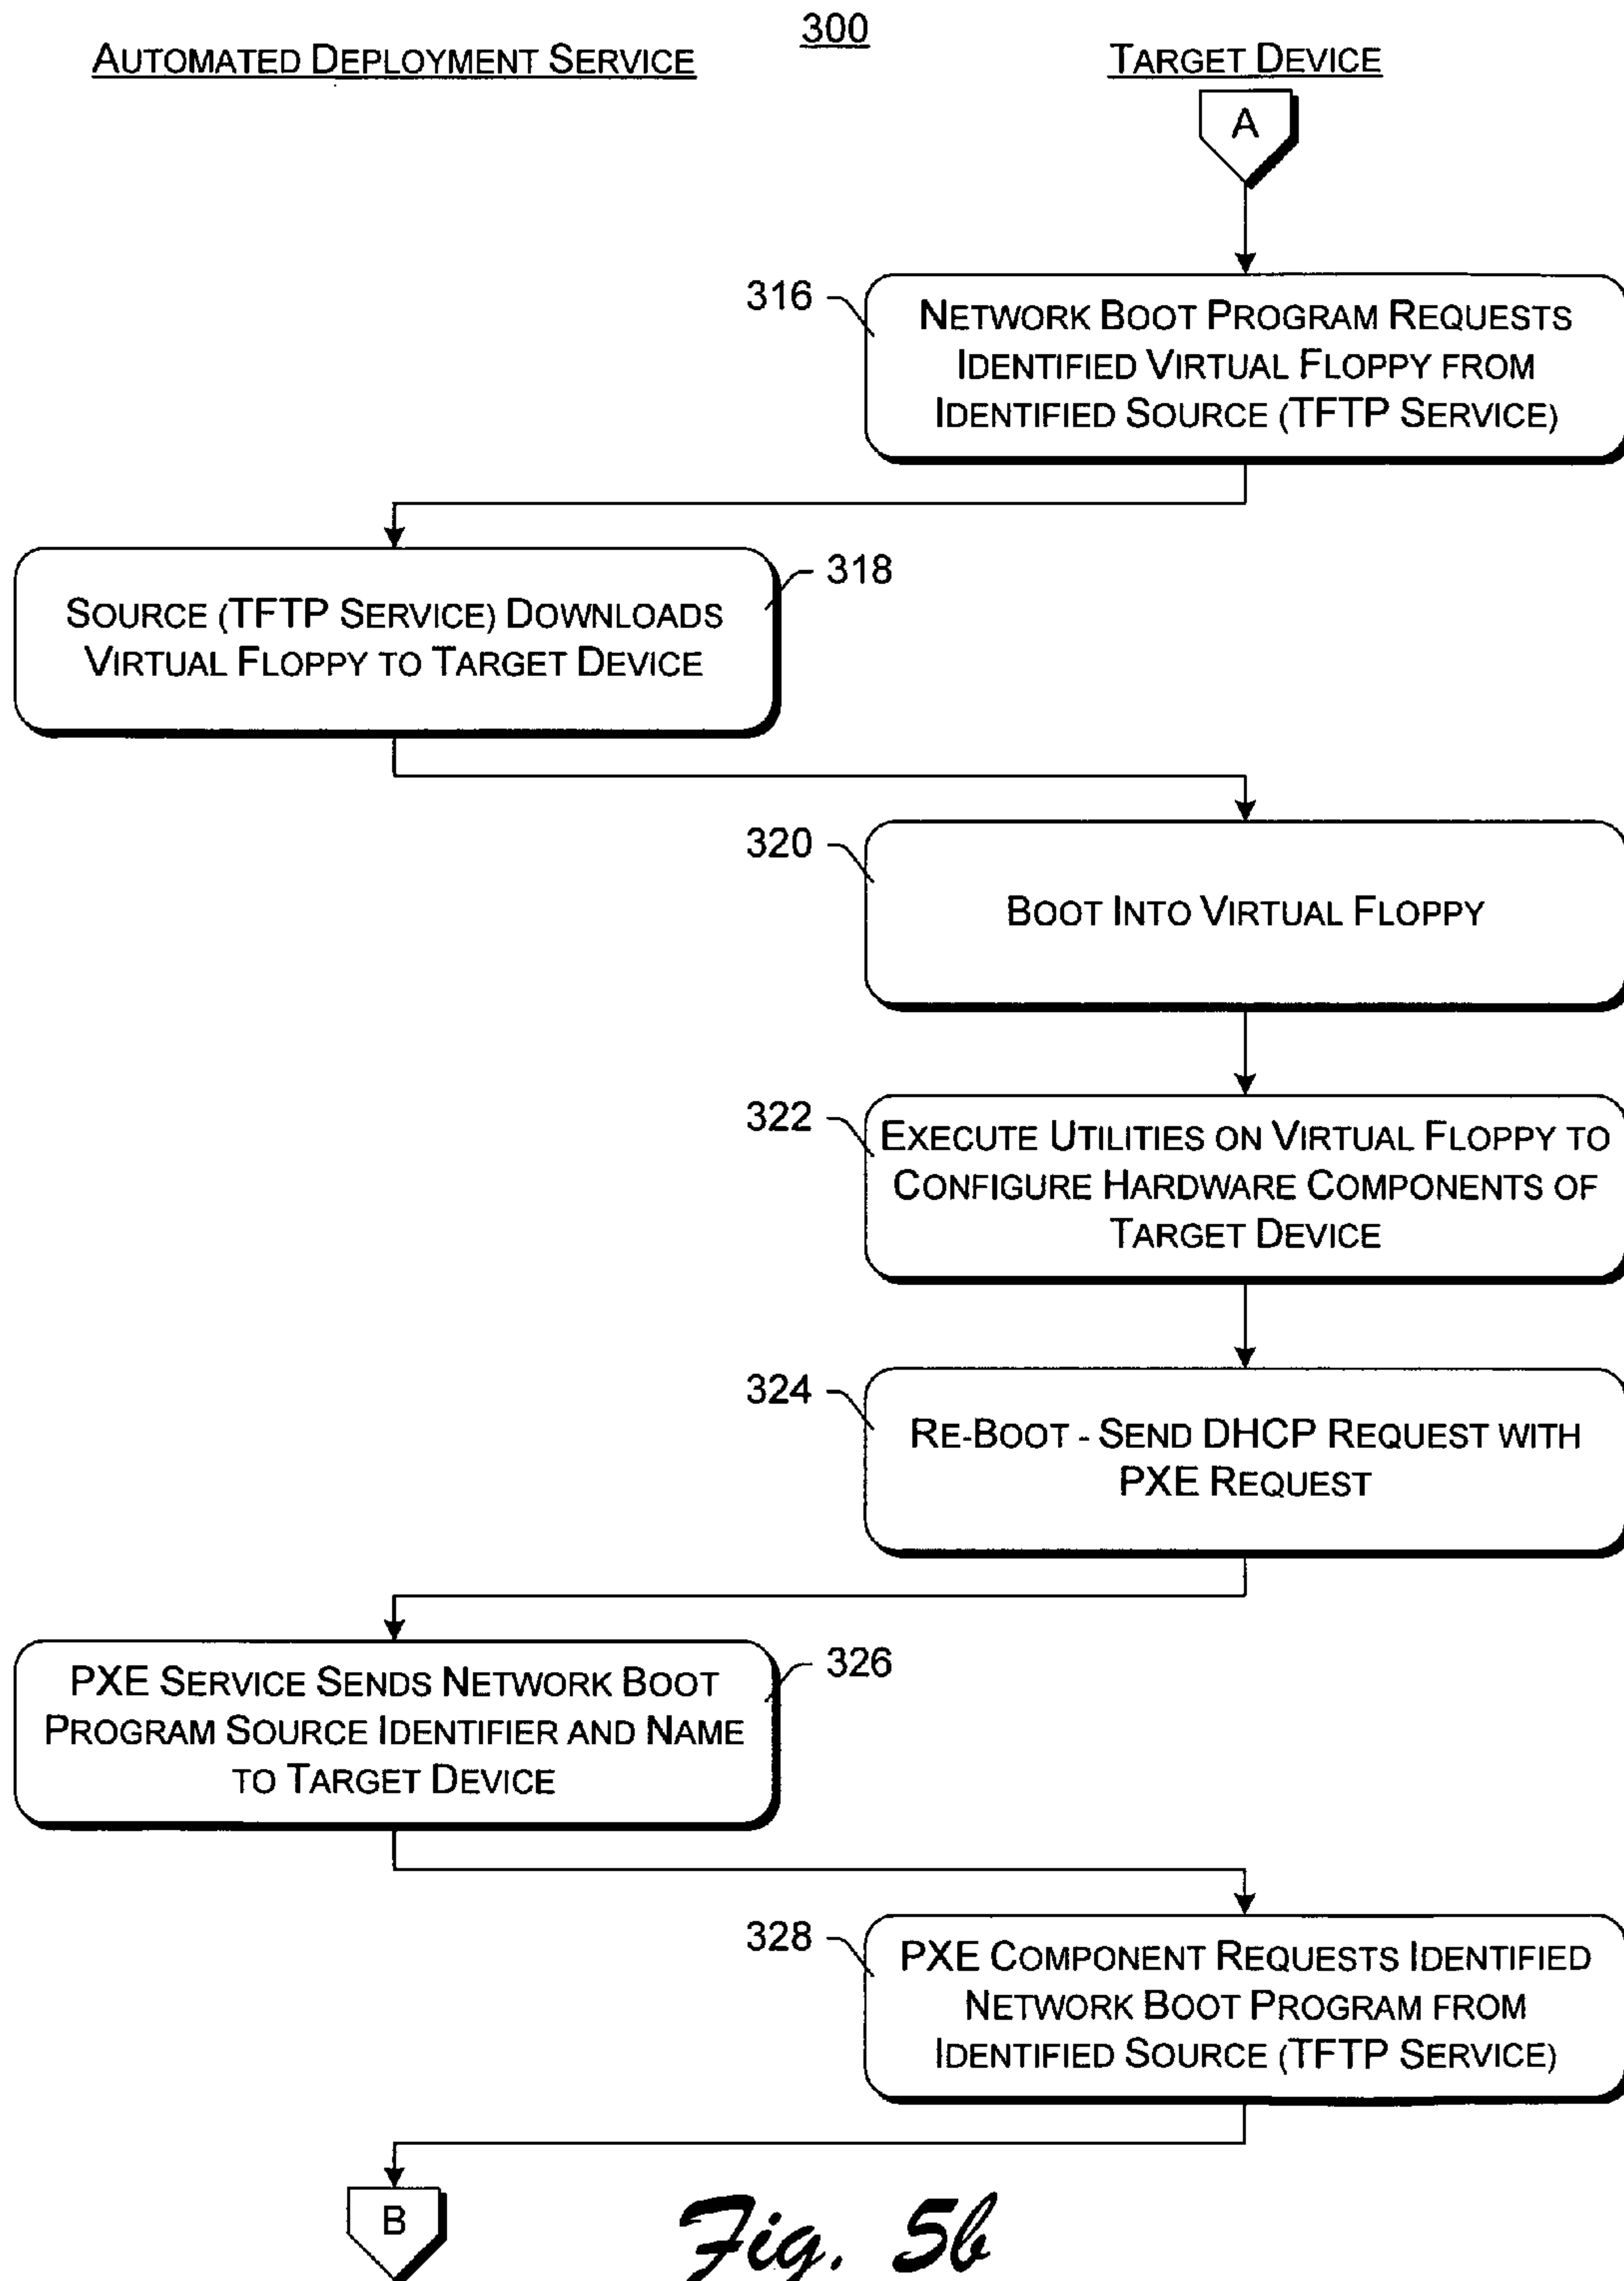 300
AUTOMATED DEPLOYMENT SERVICE
TARGET DEVICE
A
316
NETWORK BOOT PROGRAM REQUESTS
IDENTIFIED VIRTUAL FLOPPY FROM
IDENTIFIED SOURCE (TFTP SERVICE)
318
SOURCE (TFTP SERVICE) DOWNLOADS
VIRTUAL FLOPPY TO TARGET DEVICE
320
BOOT INTO VIRTUAL FLOPPY
322
EXECUTE UTILITIES ON VIRTUAL FLOPPY TO
CONFIGURE HARDWARE COMPONENTS OF
TARGET DEVICE
324
RE-BOOT - SEND DHCP REQUEST WITH
PXE REQUEST
326
PXE SERVICE SENDS NETWORK BOOT
PROGRAM SOURCE IDENTIFIER AND NAME
TO TARGET DEVICE
328
PXE COMPONENT REQUESTS IDENTIFIED
NETWORK BOOT PROGRAM FROM
IDENTIFIED SOURCE (TFTP SERVICE)
B
Fig. 5b